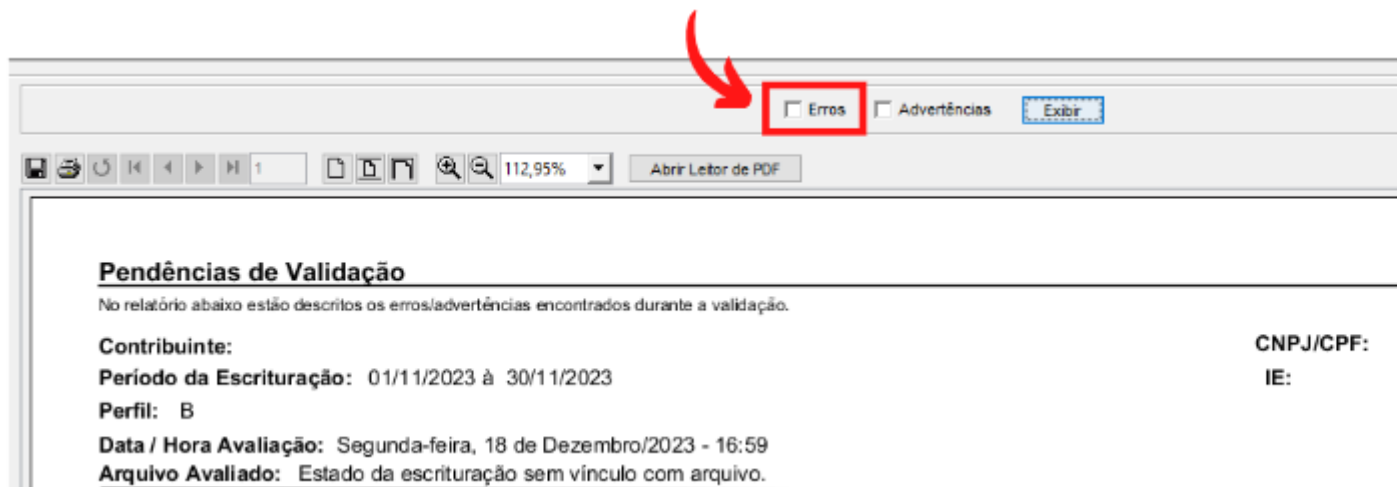 Erros Advertências Exibir
1 112,95% Abrir Leitor de PDF
Pendências de Validação
No relatório abaixo estão descritos os erros/advertências encontrados durante a validação.
Contribuinte: CNPJ/CPF:
Período da Escrituração: 01/11/2023 à 30/11/2023 IE:
Perfil: B
Data / Hora Avaliação: Segunda-feira, 18 de Dezembro/2023 - 16:59
Arquivo Avaliado: Estado da escrituração sem vínculo com arquivo.